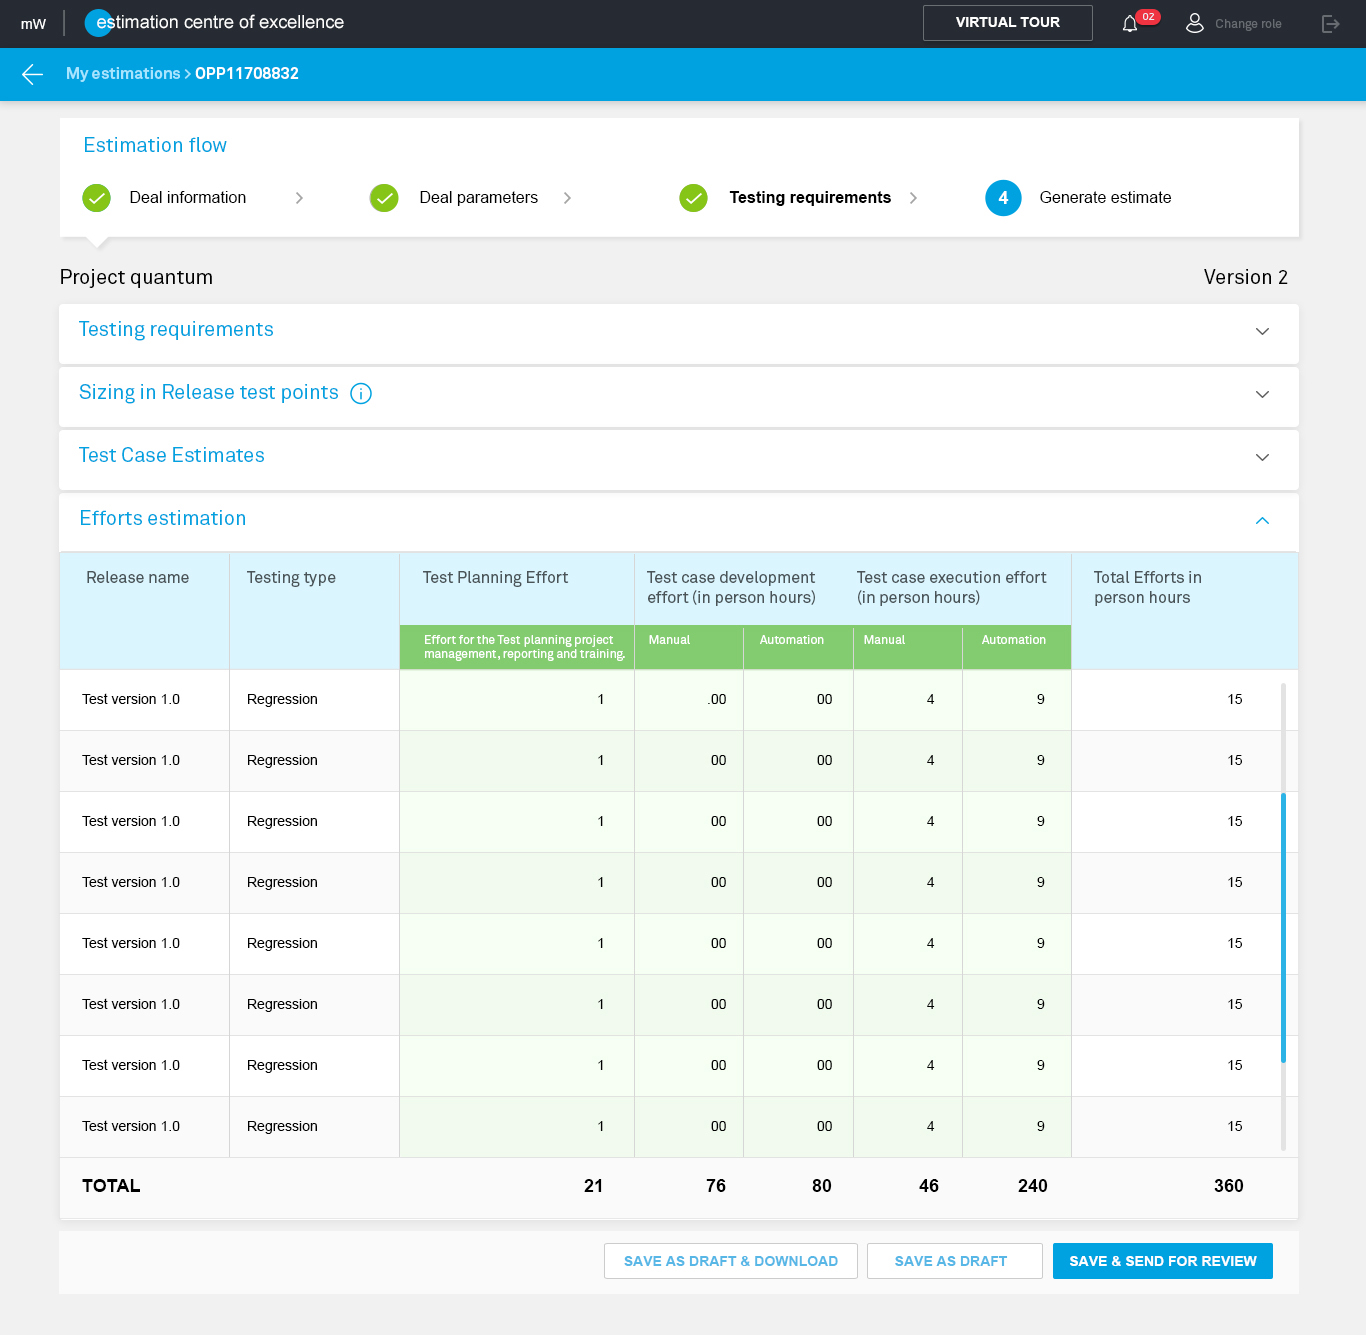 mW
estimation centre of excellence
VIRTUAL TOUR
02
Change role
My estimations > OPP11708832
Estimation flow
Deal information
Deal parameters
Testing requirements
4
Generate estimate
Project quantum
Version 2
Testing requirements
Sizing in Release test points
i
Test Case Estimates
Efforts estimation
Release name
Testing type
Test Planning Effort
Test case development
effort (in person hours)
Test case execution effort
(in person hours)
Total Efforts in
person hours
Effort for the Test planning project
management, reporting and training.
Manual
Automation
Manual
Automation
Test version 1.0 Regression 1 .00 00 4 9 15
Test version 1.0 Regression 1 00 00 4 9 15
Test version 1.0 Regression 1 00 00 4 9 15
Test version 1.0 Regression 1 00 00 4 9 15
Test version 1.0 Regression 1 00 00 4 9 15
Test version 1.0 Regression 1 00 00 4 9 15
Test version 1.0 Regression 1 00 00 4 9 15
Test version 1.0 Regression 1 00 00 4 9 15
TOTAL 21 76 80 46 240 360
SAVE AS DRAFT & DOWNLOAD
SAVE AS DRAFT
SAVE & SEND FOR REVIEW